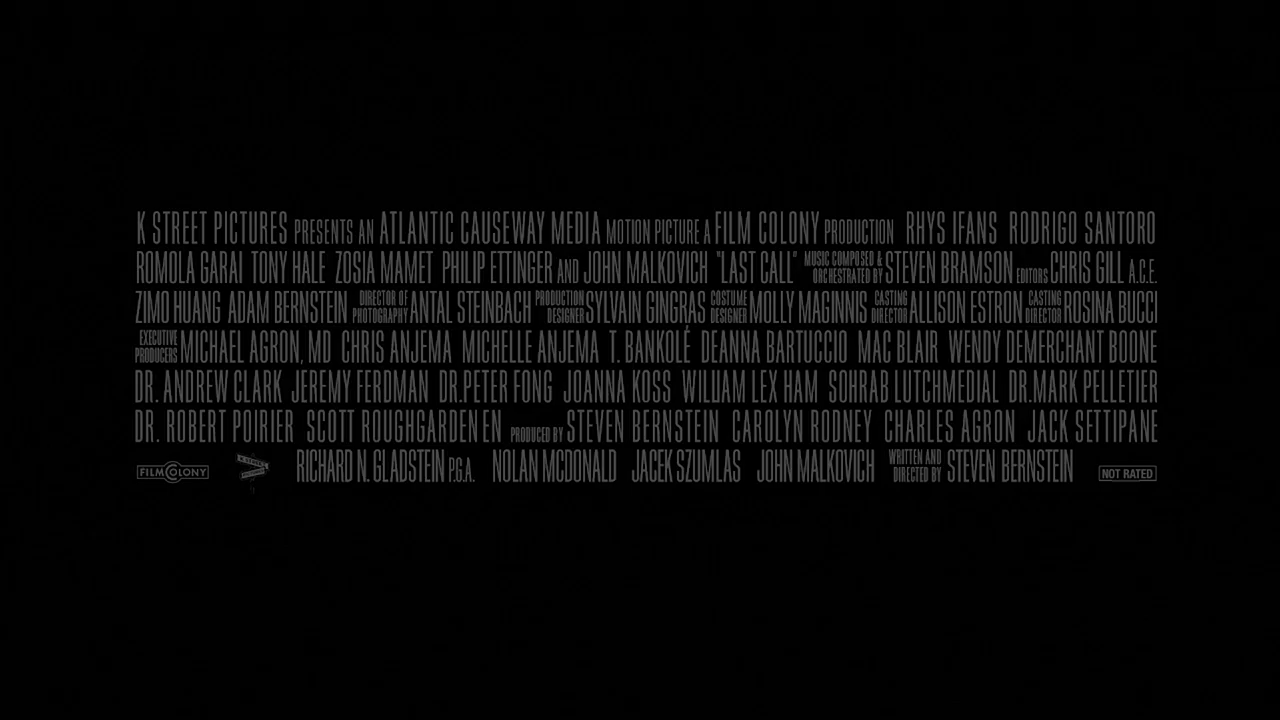 K STREET PICTURES PRESENTS AN ATLANTIC CAUSEWAY MEDIA MOTION PICTURE A FILM COLONY PRODUCTION RHYS IFANS RODRIGO SANTORO
ROMOLA GARAI TONY HALE ZOSIA MAMET PHILIP ETTINGER AND JOHN MALKOVICH "LAST CALL" MUSIC COMPOSED & ORCHESTRATED BY STEVEN BRAMSON EDITORS CHRIS GILL A.C.E.
ZIMO HUANG ADAM BERNSTEIN DIRECTOR OF PHOTOGRAPHY ANTAL STEINBACH PRODUCTION DESIGNER SYLVAIN GINGRAS COSTUME DESIGNER MOLLY MAGINNIS CASTING DIRECTOR ALLISON ESTRON CASTING DIRECTOR ROSINA BUCCI
EXECUTIVE PRODUCERS MICHAEL AGRON, MD CHRIS ANJEMA MICHELLE ANJEMA T. BANKOLÉ DEANNA BARTUCCIO MAC BLAIR WENDY DEMERCHANT BOONE
DR. ANDREW CLARK JEREMY FERDMAN DR.PETER FONG JOANNA KOSS WILLIAM LEX HAM SOHRAB LUTCHMEDIAL DR.MARK PELLETIER
DR. ROBERT POIRIER SCOTT ROUGHGARDEN EN PRODUCED BY STEVEN BERNSTEIN CAROLYN RODNEY CHARLES AGRON JACK SETTIPANE
FILM COLONY RICHARD N. GLADSTEIN P.G.A. NOLAN MCDONALD JACEK SZUMLAS JOHN MALKOVICH WRITTEN AND DIRECTED BY STEVEN BERNSTEIN NOT RATED